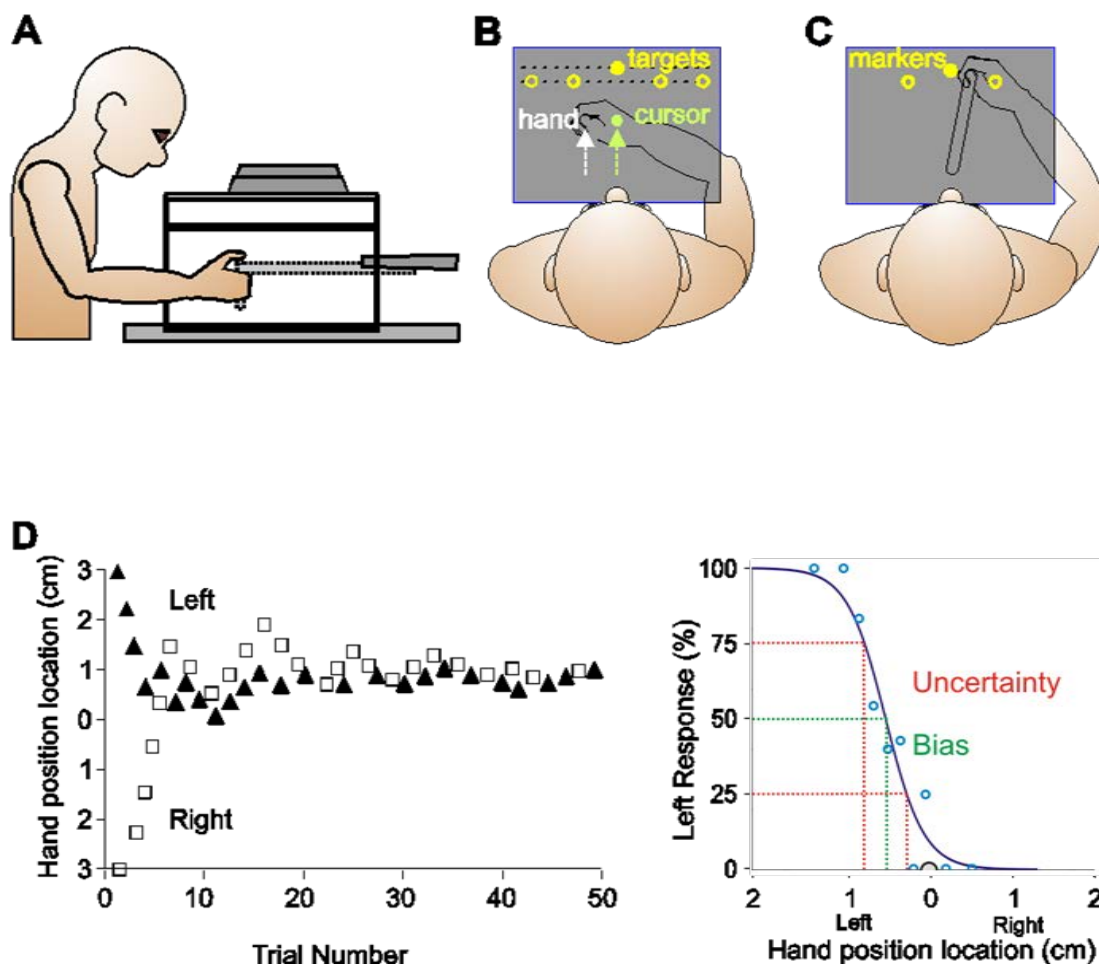 A
B
targets
hand
cursor
C
markers
D
Hand position location (cm)
3
2
1
0
1
2
3
Left
Right
0 10 20 30 40 50
Trial Number
Left Response (%)
100
75
50
25
0
Uncertainty
Bias
2 1 0 1 2
Left Right
Hand position location (cm)